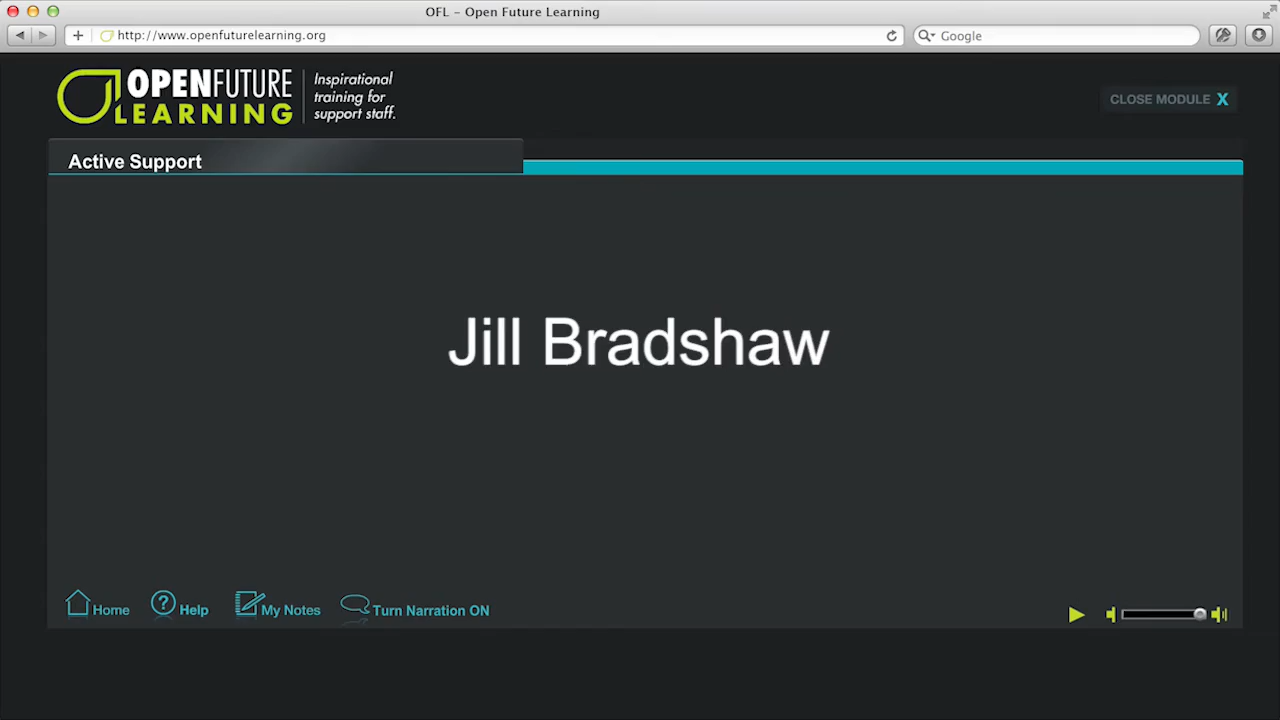 OFL – Open Future Learning
http://www.openfuturelearning.org
Google
OPENFUTURE
LEARNING
Inspirational
training for
support staff.
CLOSE MODULE X
Active Support
Jill Bradshaw
Home
? Help
My Notes
Turn Narration ON